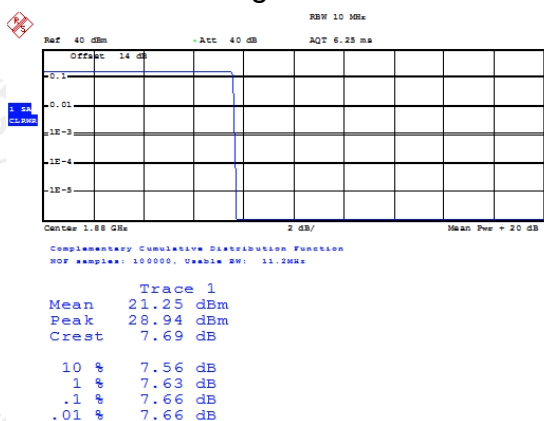 RBW 10 MHz
Ref 40 dBm Att 40 dB AQT 6.25 ms
Offset 14 dB
0.1
1 SA
CLRWR
0.01
1E-3
1E-4
1E-5
Center 1.88 GHz 2 dB/ Mean Pwr + 20 dB
Complementary Cumulative Distribution Function
NOF samples: 100000, Usable BW: 11.2MHz
Trace 1
Mean 21.25 dBm
Peak 28.94 dBm
Crest 7.69 dB
10 % 7.56 dB
1 % 7.63 dB
.1 % 7.66 dB
.01 % 7.66 dB